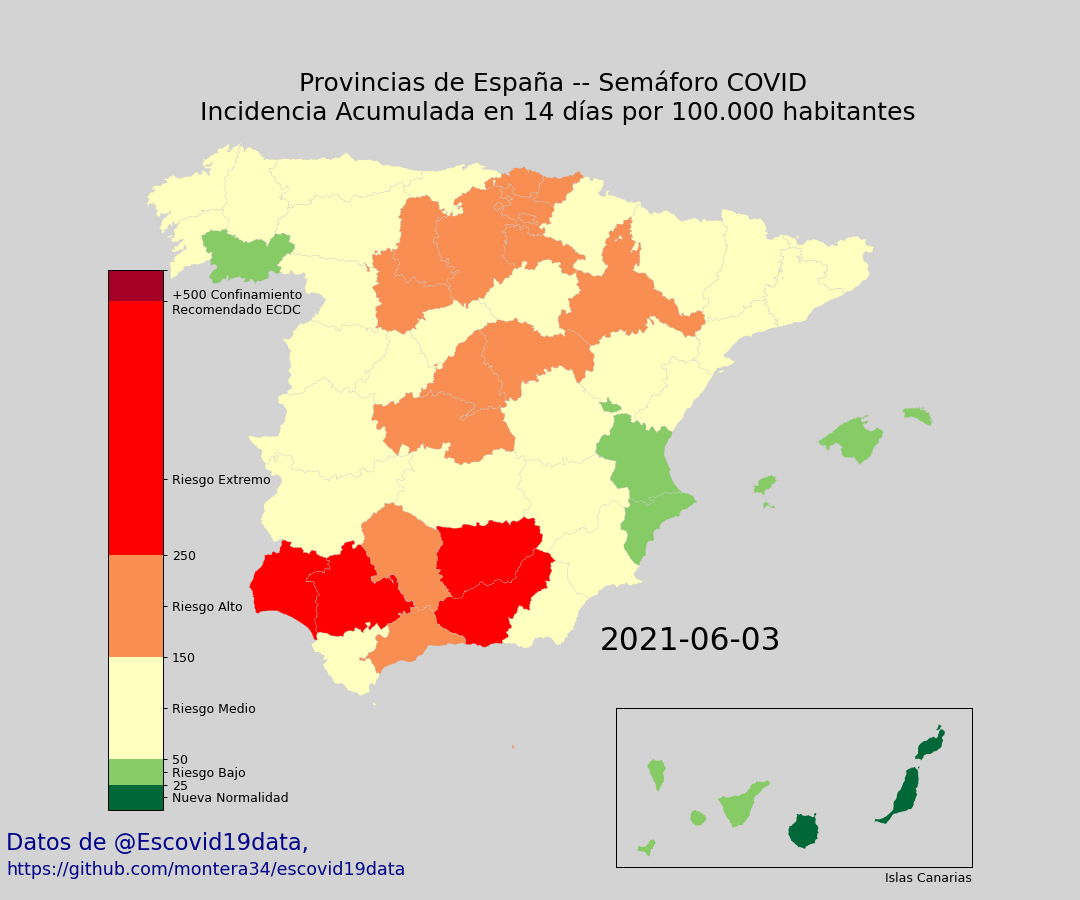 Provincias de España -- Semáforo COVID
Incidencia Acumulada en 14 días por 100.000 habitantes
+500 Confinamiento
Recomendado ECDC
Riesgo Extremo
250
Riesgo Alto
150
Riesgo Medio
50
Riesgo Bajo
25
Nueva Normalidad
2021-06-03
Islas Canarias
Datos de @Escovid19data,
https://github.com/montera34/escovid19data